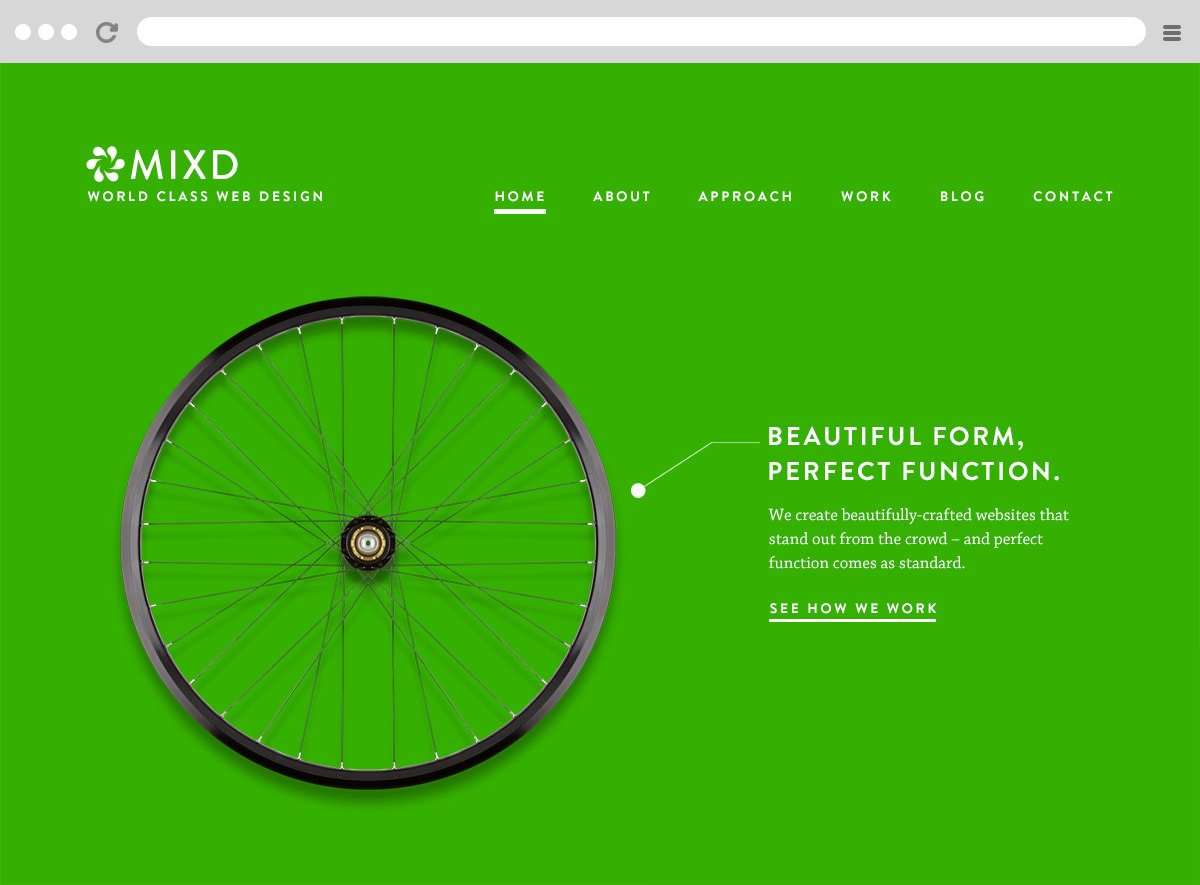 MIXD
WORLD CLASS WEB DESIGN
HOME ABOUT APPROACH WORK BLOG CONTACT
BEAUTIFUL FORM,
PERFECT FUNCTION.
We create beautifully-crafted websites that
stand out from the crowd – and perfect
function comes as standard.
SEE HOW WE WORK